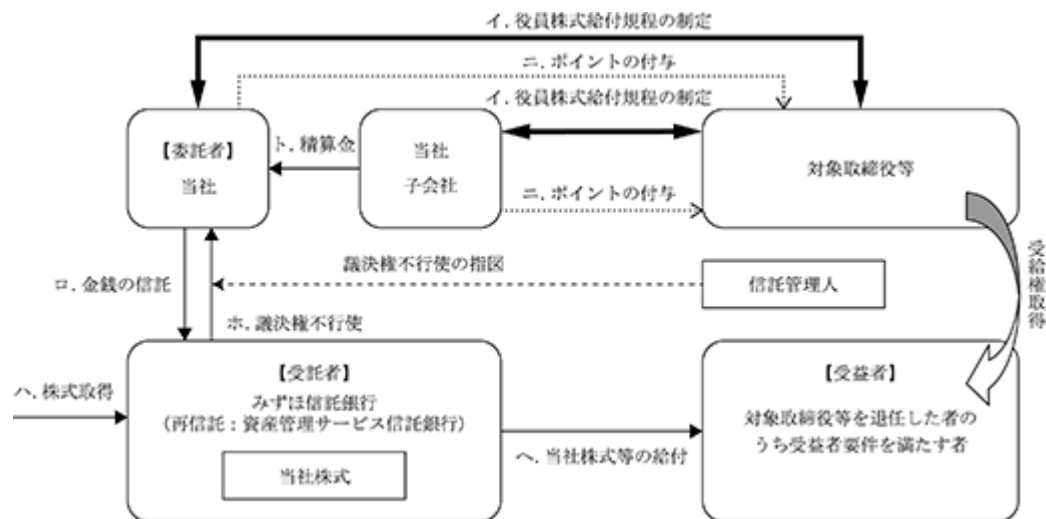 イ. 役員株式給付規程の制定
ニ. ポイントの付与
イ. 役員株式給付規程の制定
【委託者】
当社
ト. 精算金
当社
子会社
対象取締役等
ニ. ポイントの付与
受給権取得
議決権不行使の指図
信託管理人
ロ. 金銭の信託
ホ. 議決権不行使
ハ. 株式取得
【受託者】
みずほ信託銀行
(再信託：資産管理サービス信託銀行)
当社株式
ヘ. 当社株式等の給付
【受益者】
対象取締役等を退任した者の
うち受益者要件を満たす者